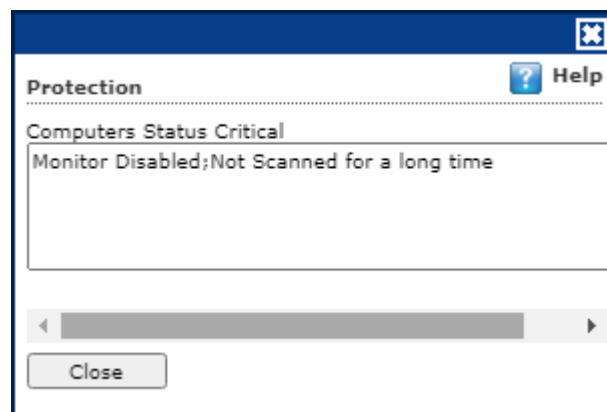 Protection
? Help
Computers Status Critical
Monitor Disabled;Not Scanned for a long time
Close